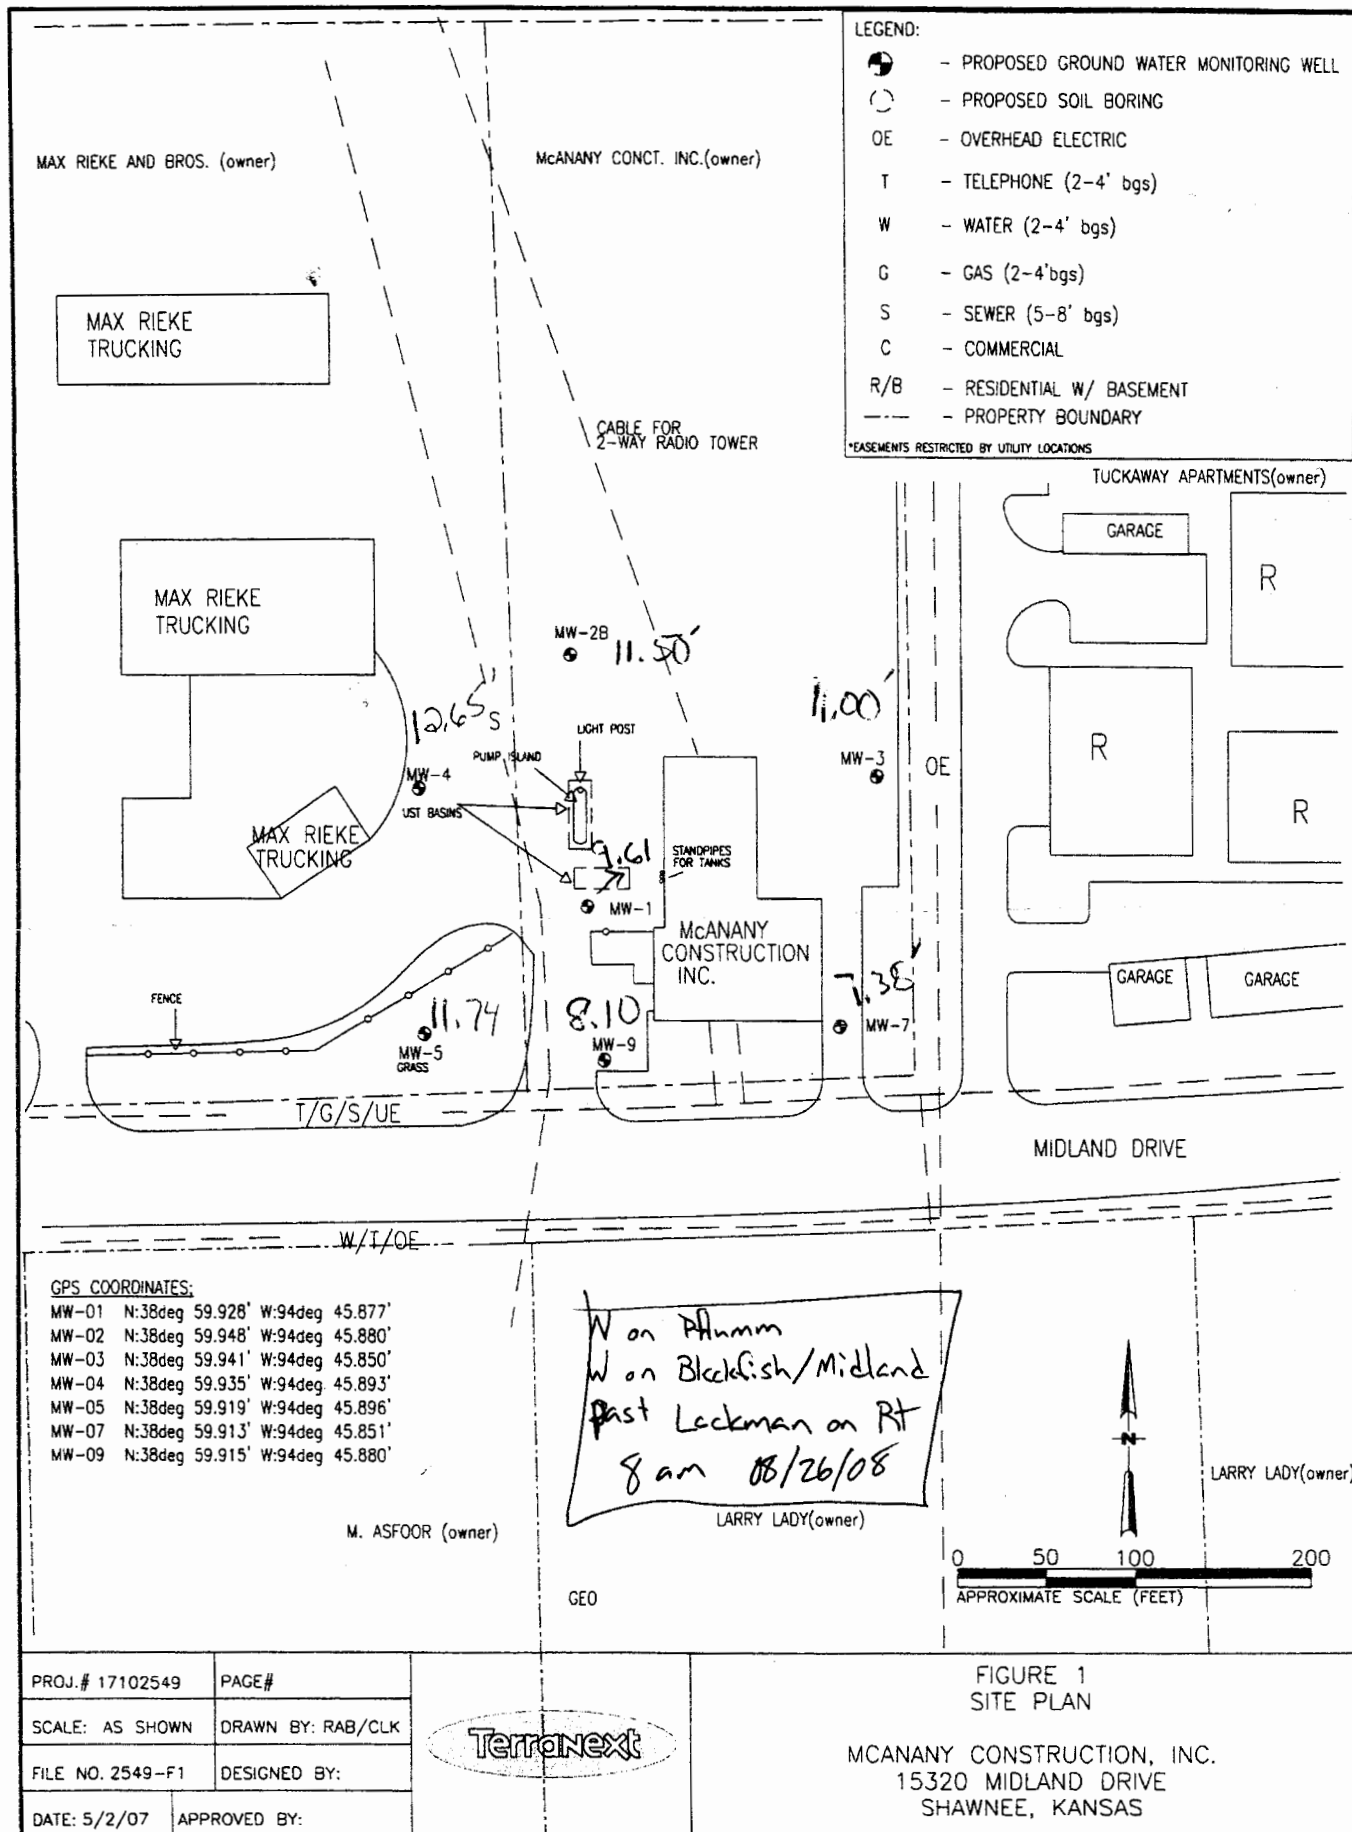 LEGEND:
- PROPOSED GROUND WATER MONITORING WELL
- PROPOSED SOIL BORING
OE - OVERHEAD ELECTRIC
T - TELEPHONE (2-4' bgs)
W - WATER (2-4' bgs)
G - GAS (2-4'bgs)
S - SEWER (5-8' bgs)
C - COMMERCIAL
R/B - RESIDENTIAL W/ BASEMENT
- PROPERTY BOUNDARY
*EASEMENTS RESTRICTED BY UTILITY LOCATIONS
MAX RIEKE AND BROS. (owner)
McANANY CONCT. INC.(owner)
MAX RIEKE
TRUCKING
CABLE FOR
2-WAY RADIO TOWER
TUCKAWAY APARTMENTS(owner)
GARAGE
R
MAX RIEKE
TRUCKING
MW-2B
11.50'
12.65'
S
11.00'
LIGHT POST
PUMP ISLAND
MW-3
OE
R
MW-4
UST BASINS
R
MAX RIEKE
TRUCKING
9.61
STANDPIPES
FOR TANKS
MW-1
McANANY
CONSTRUCTION
INC.
7.38'
GARAGE
GARAGE
FENCE
11.74
8.10
MW-7
MW-5
GRASS
MW-9
T/G/S/UE
MIDLAND DRIVE
W/T/OE
GPS COORDINATES:
MW-01 N:38deg 59.928' W:94deg 45.877'
MW-02 N:38deg 59.948' W:94deg 45.880'
MW-03 N:38deg 59.941' W:94deg 45.850'
MW-04 N:38deg 59.935' W:94deg 45.893'
MW-05 N:38deg 59.919' W:94deg 45.896'
MW-07 N:38deg 59.913' W:94deg 45.851'
MW-09 N:38deg 59.915' W:94deg 45.880'
N on Pflumm
W on Blackfish/Midland
Past Lackman on Rt
8 am 08/26/08
N
LARRY LADY(owner)
M. ASFOOR (owner)
LARRY LADY(owner)
GEO
0 50 100 200
APPROXIMATE SCALE (FEET)
PROJ.# 17102549
PAGE#
SCALE: AS SHOWN
DRAWN BY: RAB/CLK
FILE NO. 2549-F1
DESIGNED BY:
DATE: 5/2/07
APPROVED BY:
TerraNext
FIGURE 1
SITE PLAN
MCANANY CONSTRUCTION, INC.
15320 MIDLAND DRIVE
SHAWNEE, KANSAS